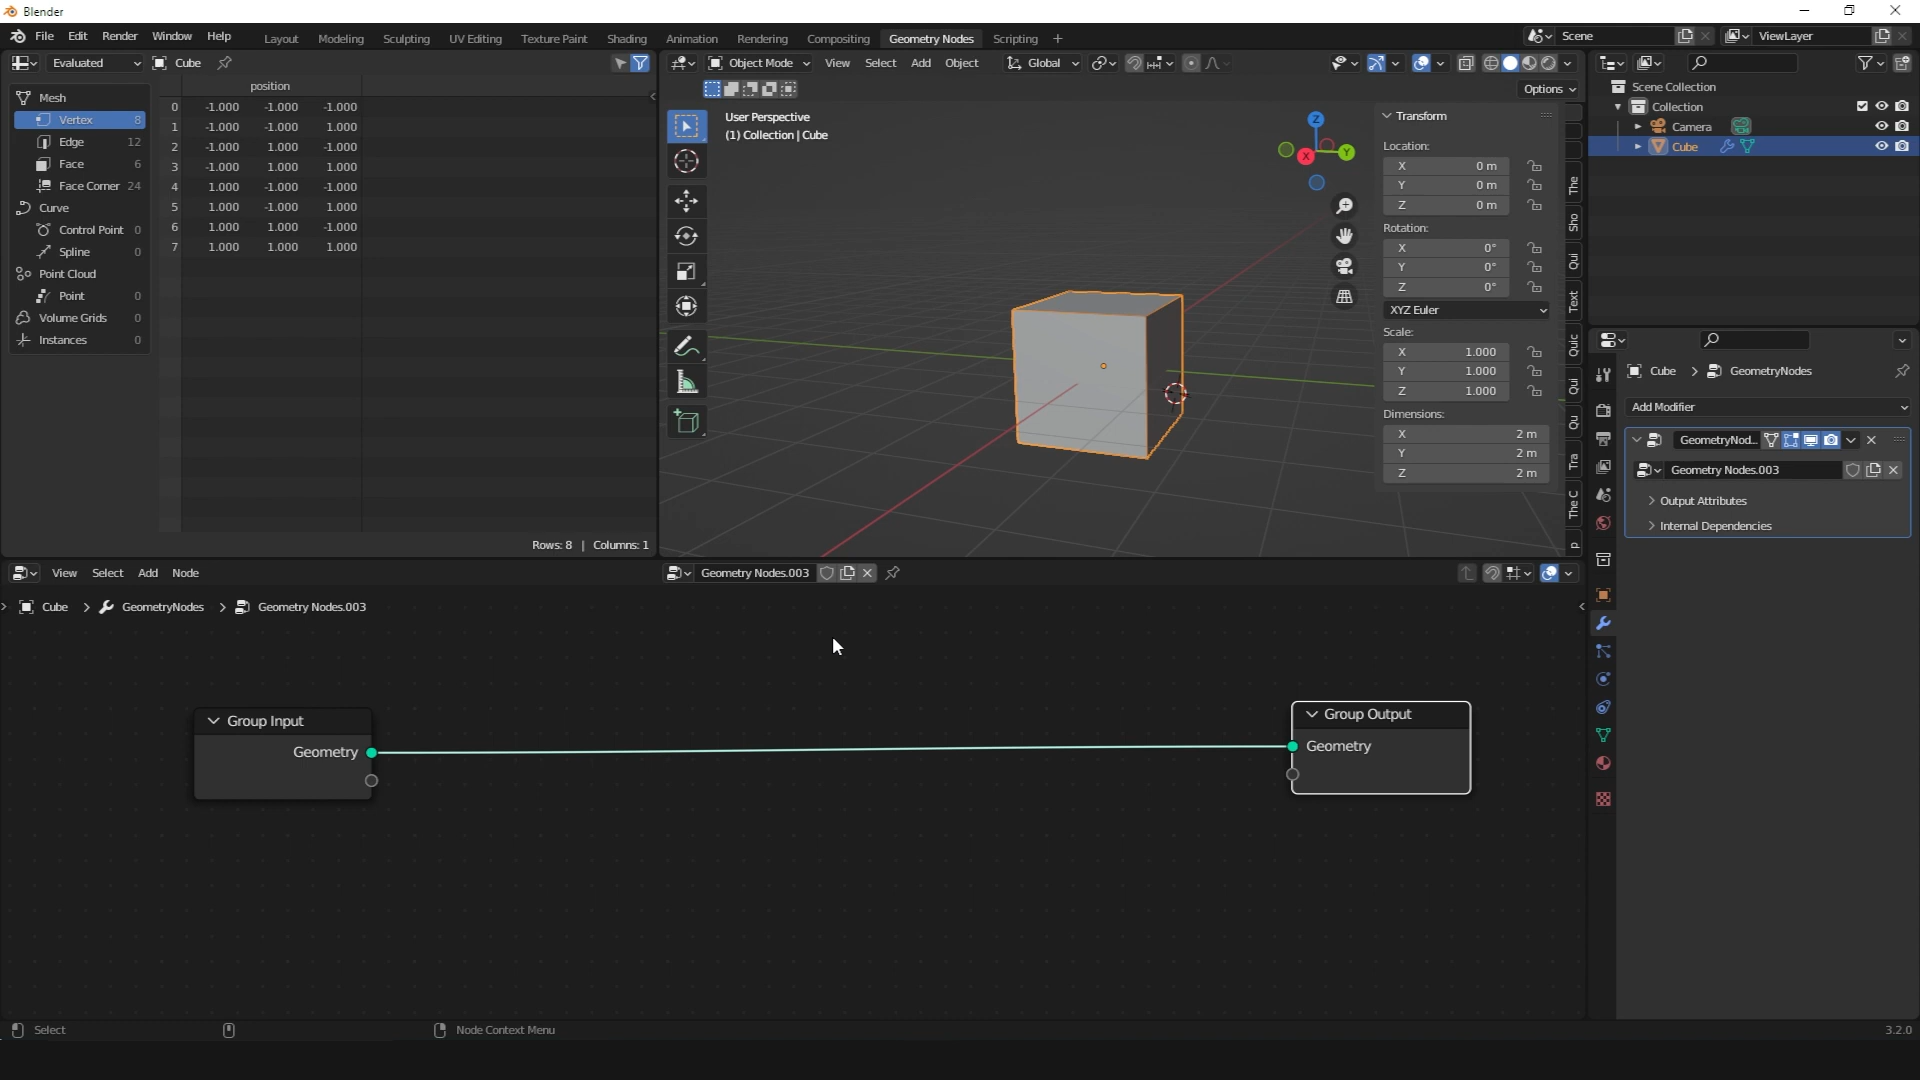 Blender
File Edit Render Window Help Layout Modeling Sculpting UV Editing Texture Paint Shading Animation Rendering Compositing Geometry Nodes Scripting + Scene ViewLayer
Evaluated Cube
position
Mesh
Vertex 8
Edge 12
Face 6
Face Corner 24
Curve
Control Point 0
Spline 0
Point Cloud
Point 0
Volume Grids 0
Instances 0
0 -1.000 -1.000 -1.000
1 -1.000 -1.000 1.000
2 -1.000 1.000 -1.000
3 -1.000 1.000 1.000
4 1.000 -1.000 -1.000
5 1.000 -1.000 1.000
6 1.000 1.000 -1.000
7 1.000 1.000 1.000
Rows: 8 | Columns: 1
Object Mode View Select Add Object Global
Options
User Perspective
(1) Collection | Cube
Z
X
Y
Transform
Location:
X 0 m
Y 0 m
Z 0 m
Rotation:
X 0°
Y 0°
Z 0°
XYZ Euler
Scale:
X 1.000
Y 1.000
Z 1.000
Dimensions:
X 2 m
Y 2 m
Z 2 m
The
Sho
Qui
Text
Quic
Qui
Qu
Tra
The C
p
Scene Collection
Collection
Camera
Cube
Cube > GeometryNodes
Add Modifier
GeometryNod...
Geometry Nodes.003
Output Attributes
Internal Dependencies
View Select Add Node Geometry Nodes.003
Cube > GeometryNodes > Geometry Nodes.003
Group Input
Geometry
Group Output
Geometry
Select Node Context Menu 3.2.0